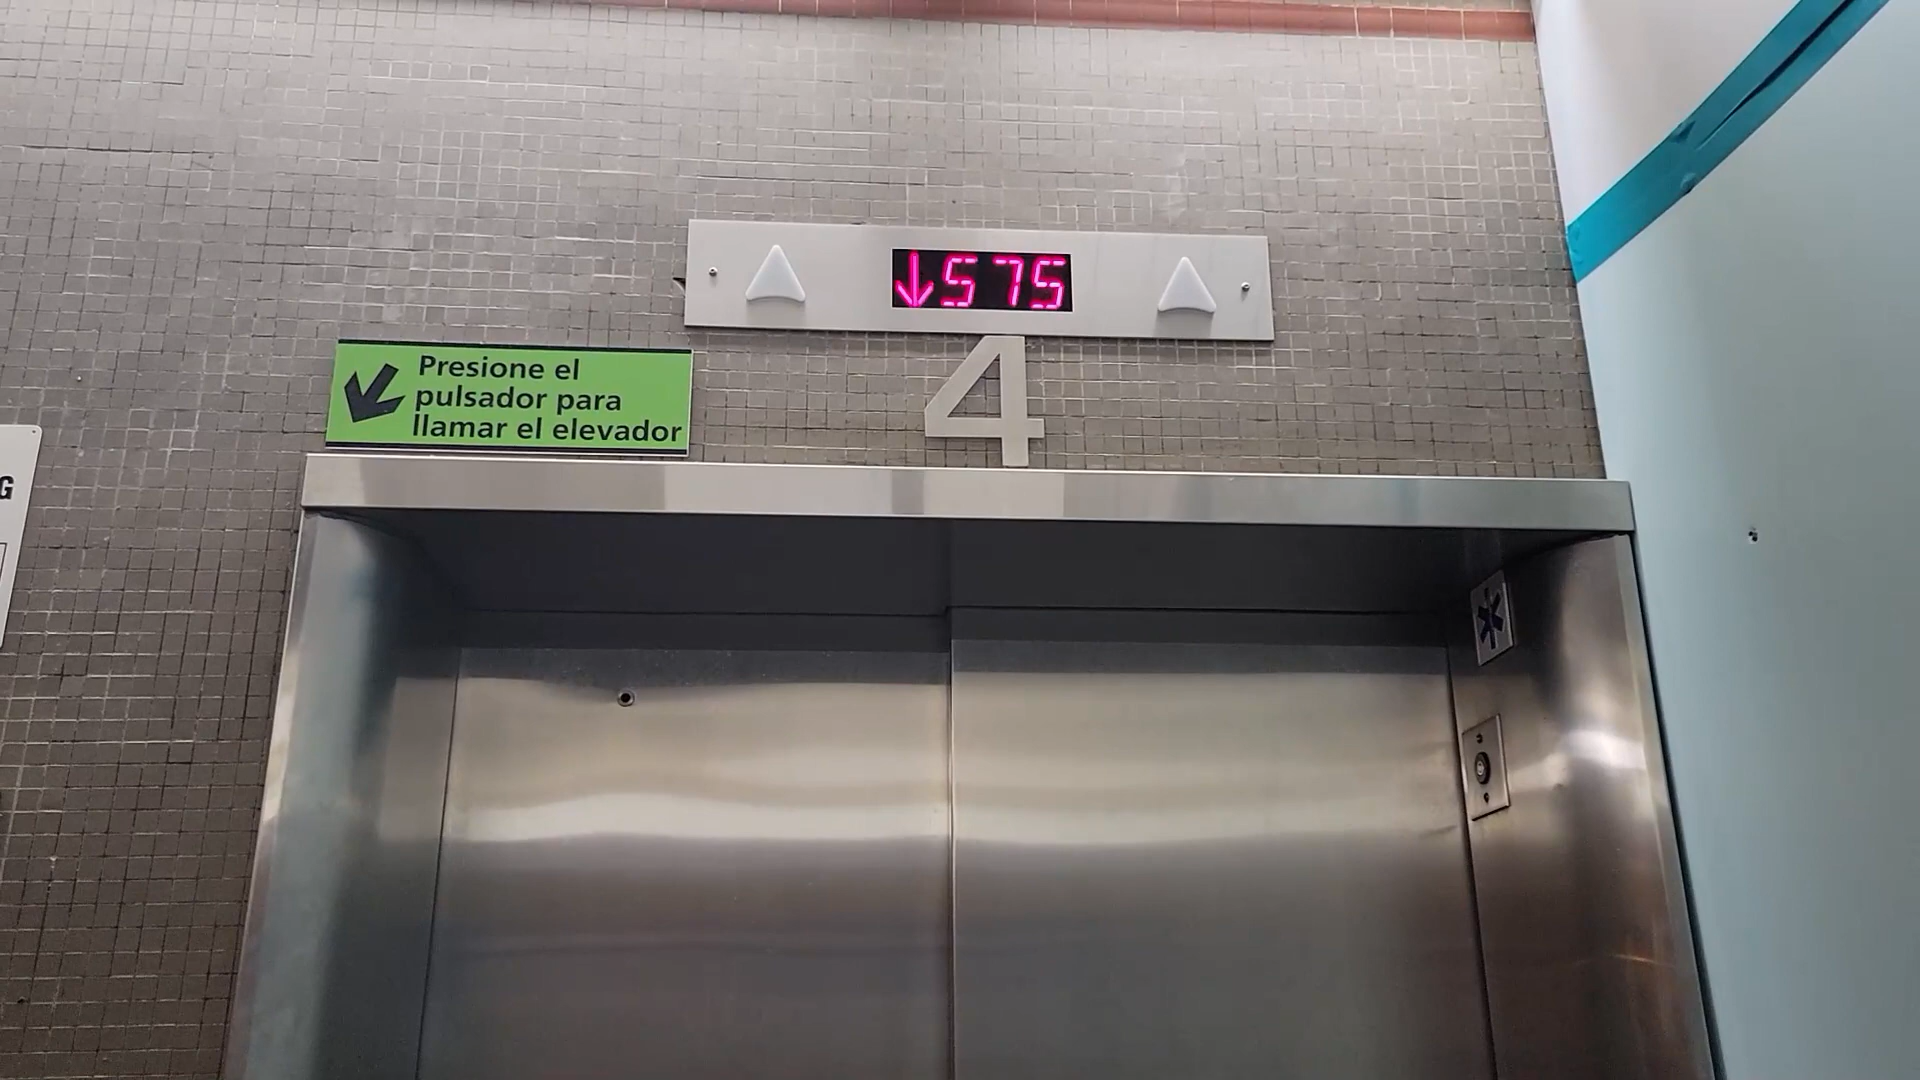 ↓575
4
Presione el
pulsador para
llamar el elevador
G